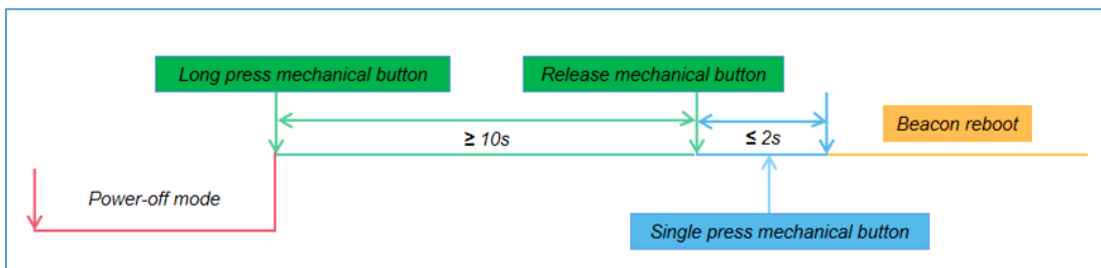 Long press mechanical button
Release mechanical button
Beacon reboot
≥ 10s
≤ 2s
Power-off mode
Single press mechanical button